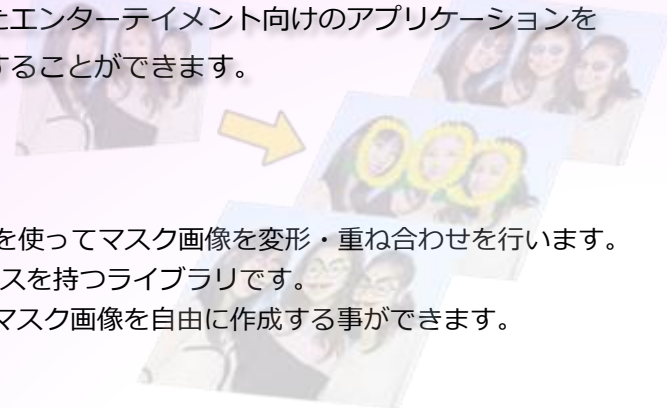 たエンターテイメント向けのアプリケーションを
することができます。
を使ってマスク画像を変形・重ね合わせを行います。
スを持つライブラリです。
マスク画像を自由に作成する事ができます。